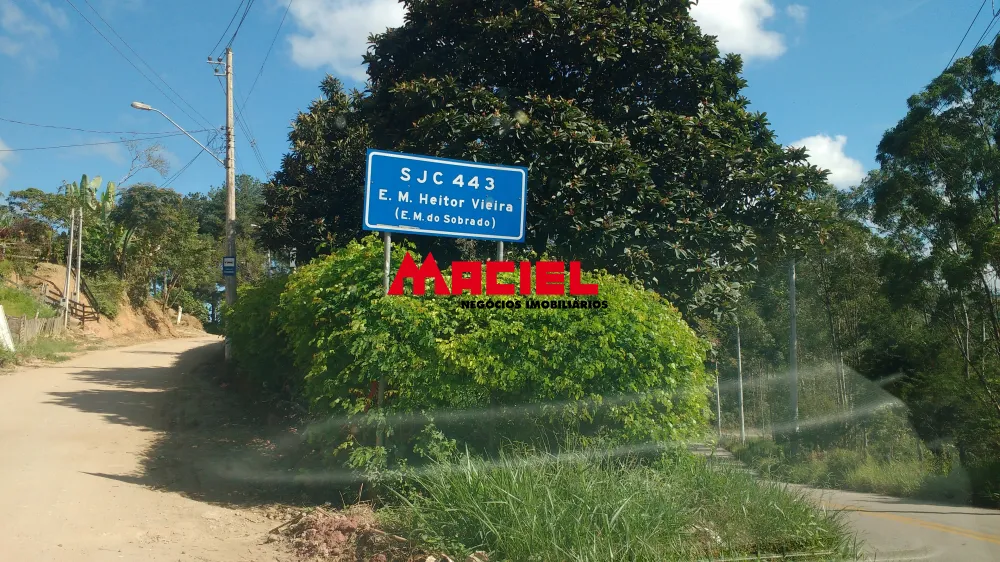 SJC 443
E. M. Heitor Vieira
(E. M. do Sobrado)
MACIEL
NEGÓCIOS IMOBILIÁRIOS